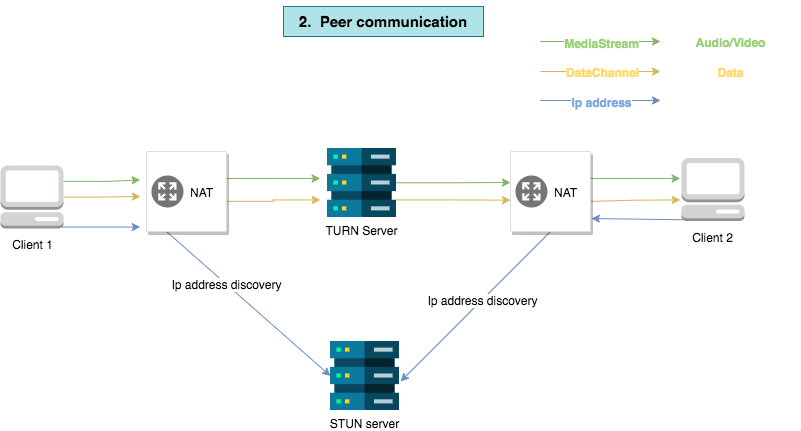 2. Peer communication
MediaStream Audio/Video
DataChannel Data
Ip address
NAT
NAT
TURN Server
Client 1
Client 2
Ip address discovery
Ip address discovery
STUN server